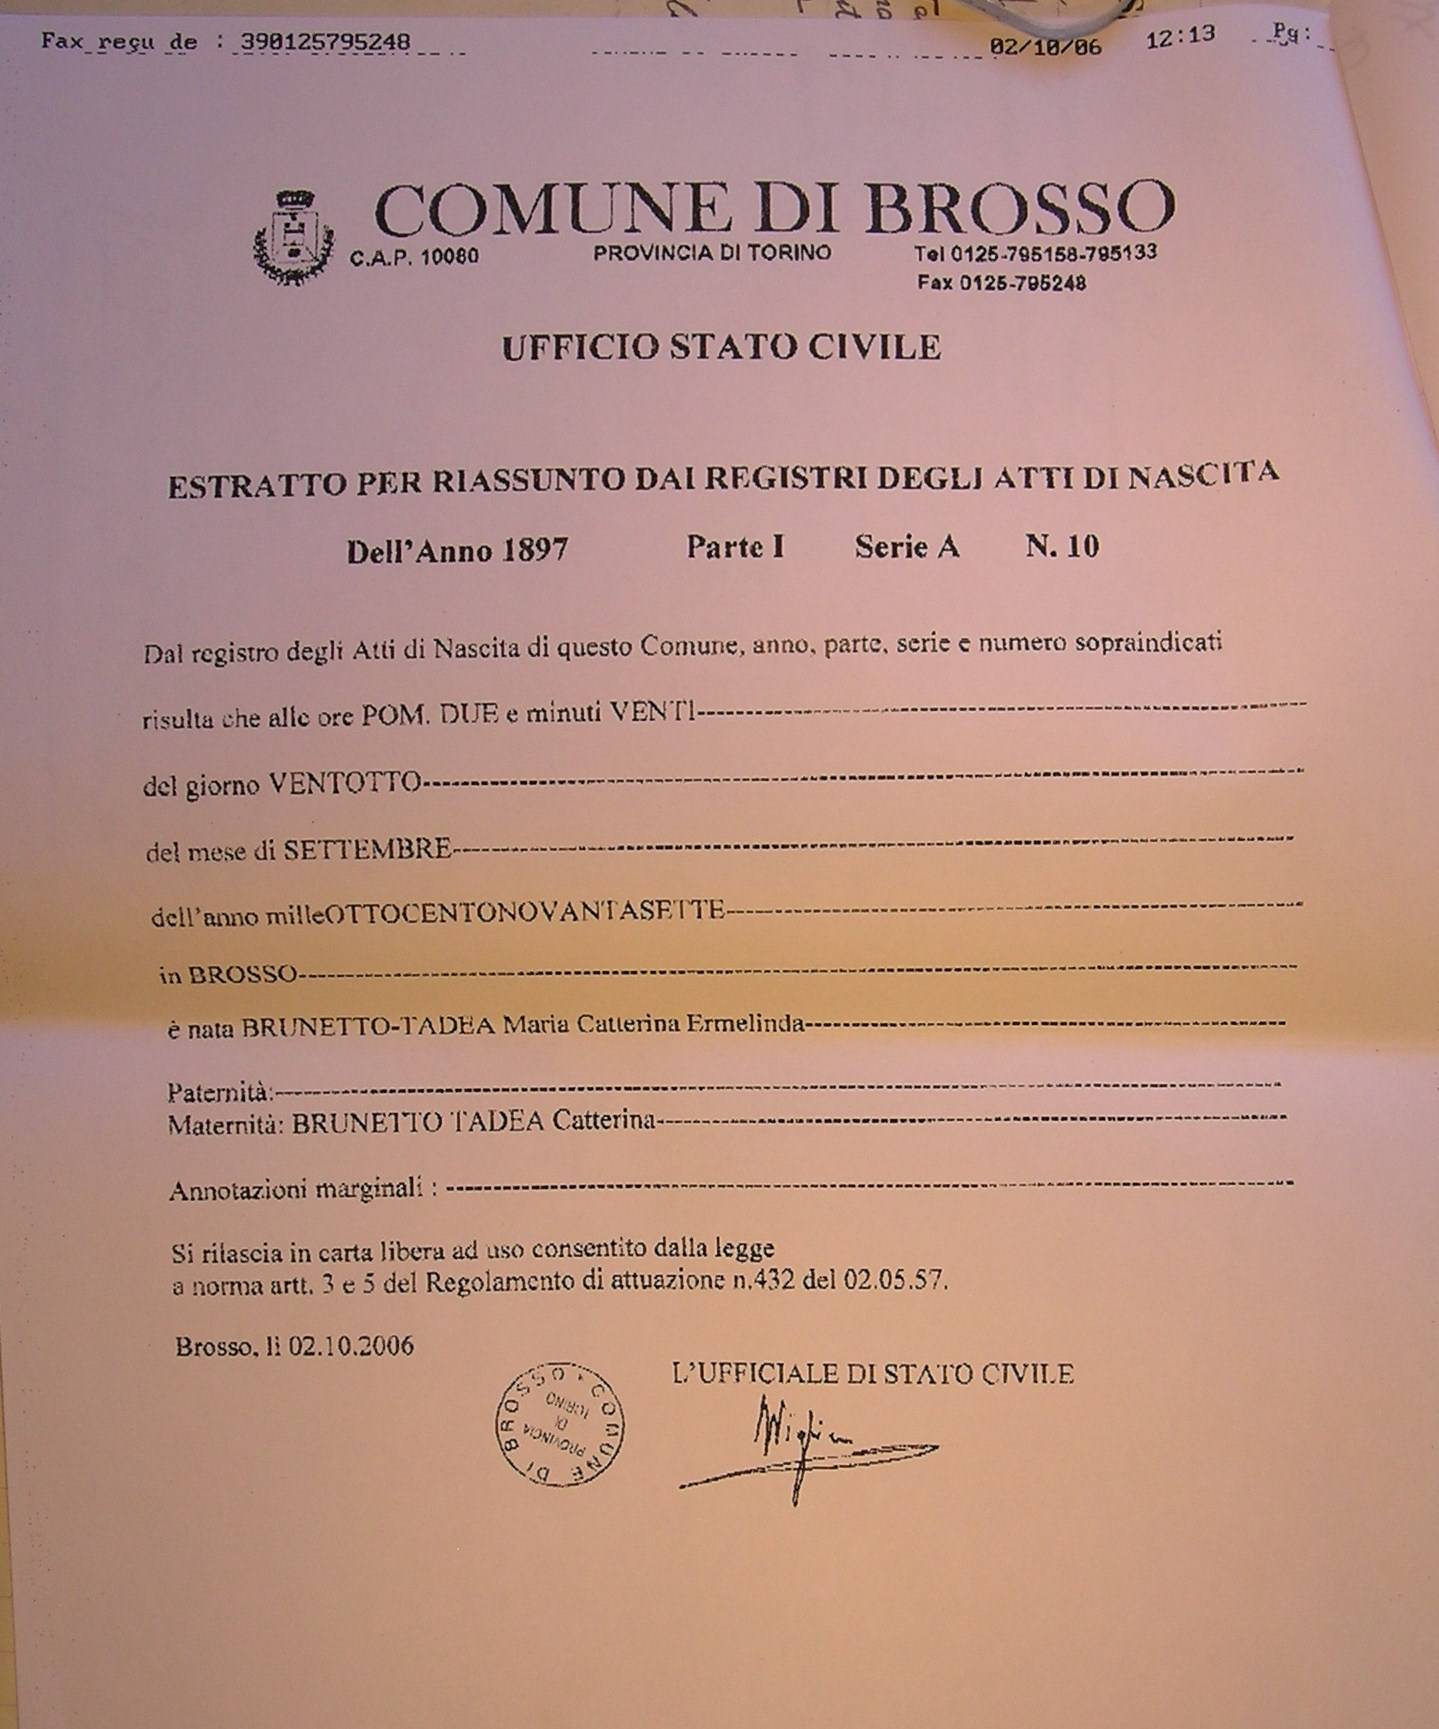 Fax reçu de : 390125795248 02/10/06 12:13 Pg:
COMUNE DI BROSSO
C.A.P. 10080 PROVINCIA DI TORINO Tel 0125-795158-795133
Fax 0125-795248
UFFICIO STATO CIVILE
ESTRATTO PER RIASSUNTO DAI REGISTRI DEGLI ATTI DI NASCITA
Dell'Anno 1897 Parte I Serie A N. 10
Dal registro degli Atti di Nascita di questo Comune, anno, parte, serie e numero sopraindicati
risulta che alle ore POM. DUE e minuti VENTI
del giorno VENTOTTO
del mese di SETTEMBRE
dell'anno milleOTTOCENTONOVANTASETTE
in BROSSO
è nata BRUNETTO-TADEA Maria Catterina Ermelinda
Paternità:
Maternità: BRUNETTO TADEA Catterina
Annotazioni marginali :
Si rilascia in carta libera ad uso consentito dalla legge
a norma artt. 3 e 5 del Regolamento di attuazione n.432 del 02.05.57.
Brosso, lì 02.10.2006
L'UFFICIALE DI STATO CIVILE
COMUNE DI BROSSO
PROVINCIA
DI
TORINO